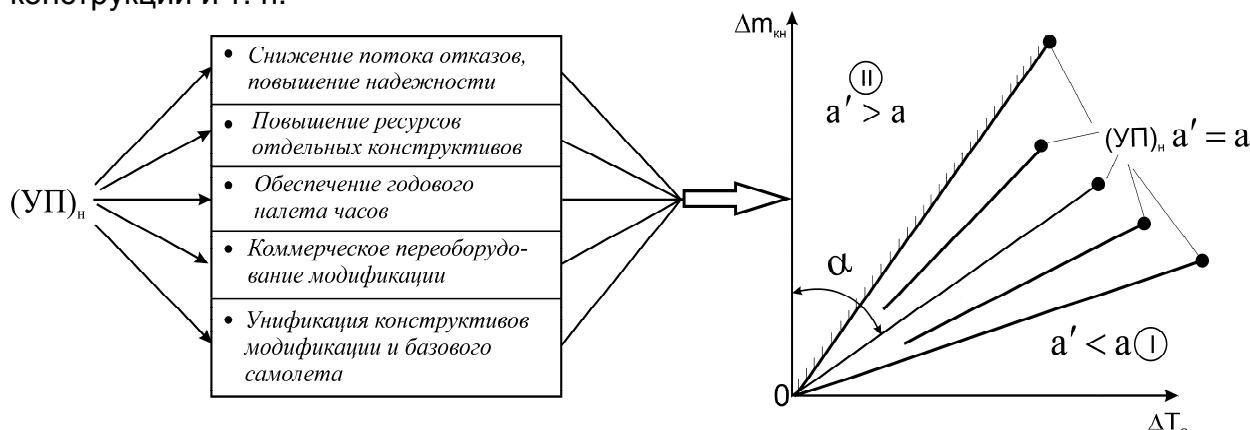 конструкций и т. п.
(УП)н
• Снижение потока отказов,
повышение надежности
• Повышение ресурсов
отдельных конструктивов
• Обеспечение годового
налета часов
• Коммерческое переоборудо-
вание модификации
• Унификация конструктивов
модификации и базового
самолета
Δmкн
II
a′ > a
(УП)н a′ = a
α
a′ < a I
0